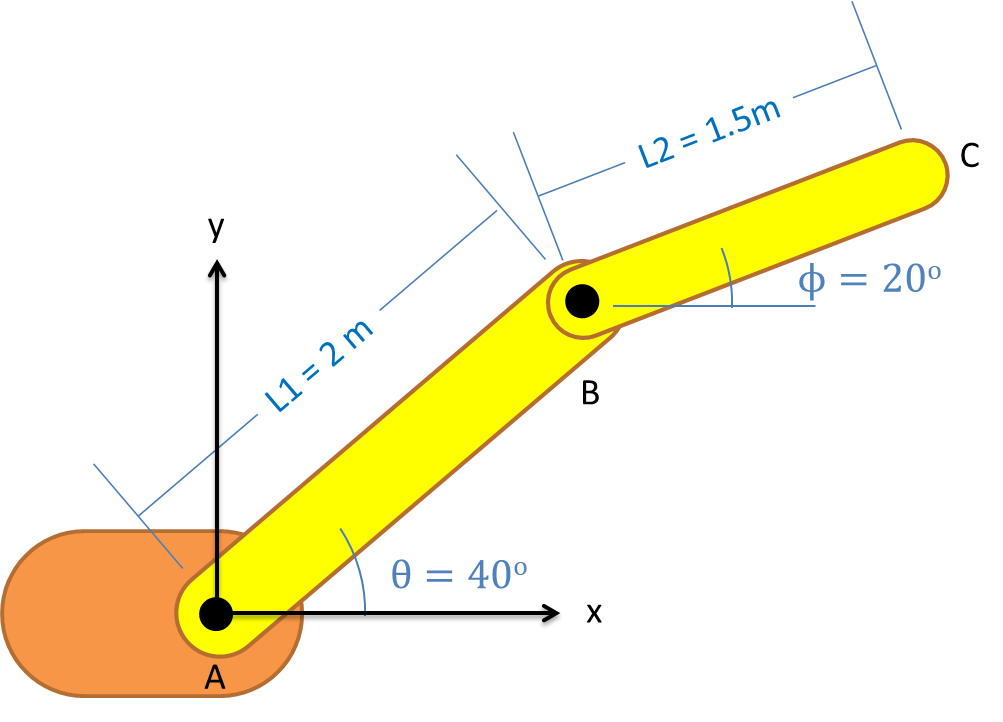 L2 = 1.5m
C
y
ϕ = 20°
L1 = 2 m
B
θ = 40°
x
A